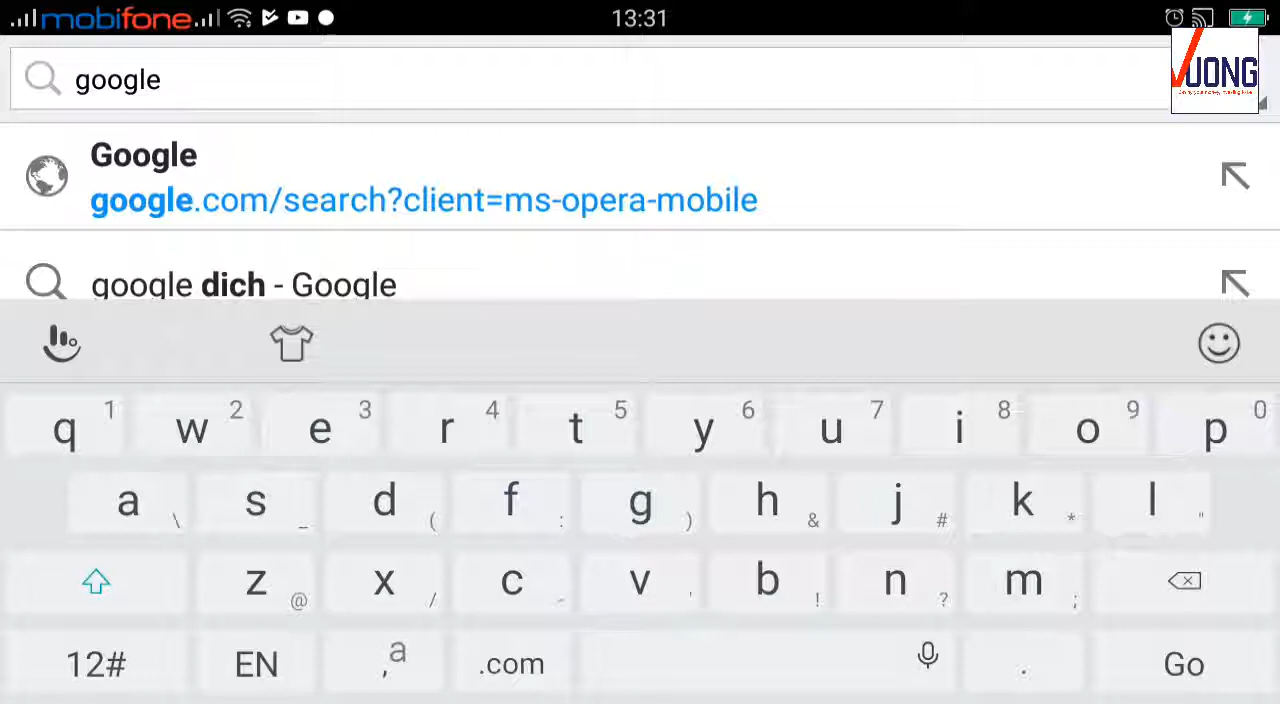 mobifone 13:31
google
VUONG
Google
google.com/search?client=ms-opera-mobile
google dich - Google
q 1 w 2 e 3 r 4 t 5 y 6 u 7 i 8 o 9 p 0
a \ s _ d ( f : g ) h & j # k * l "
z @ x / c - v ' b ! n ? m ;
12# EN , a .com . Go